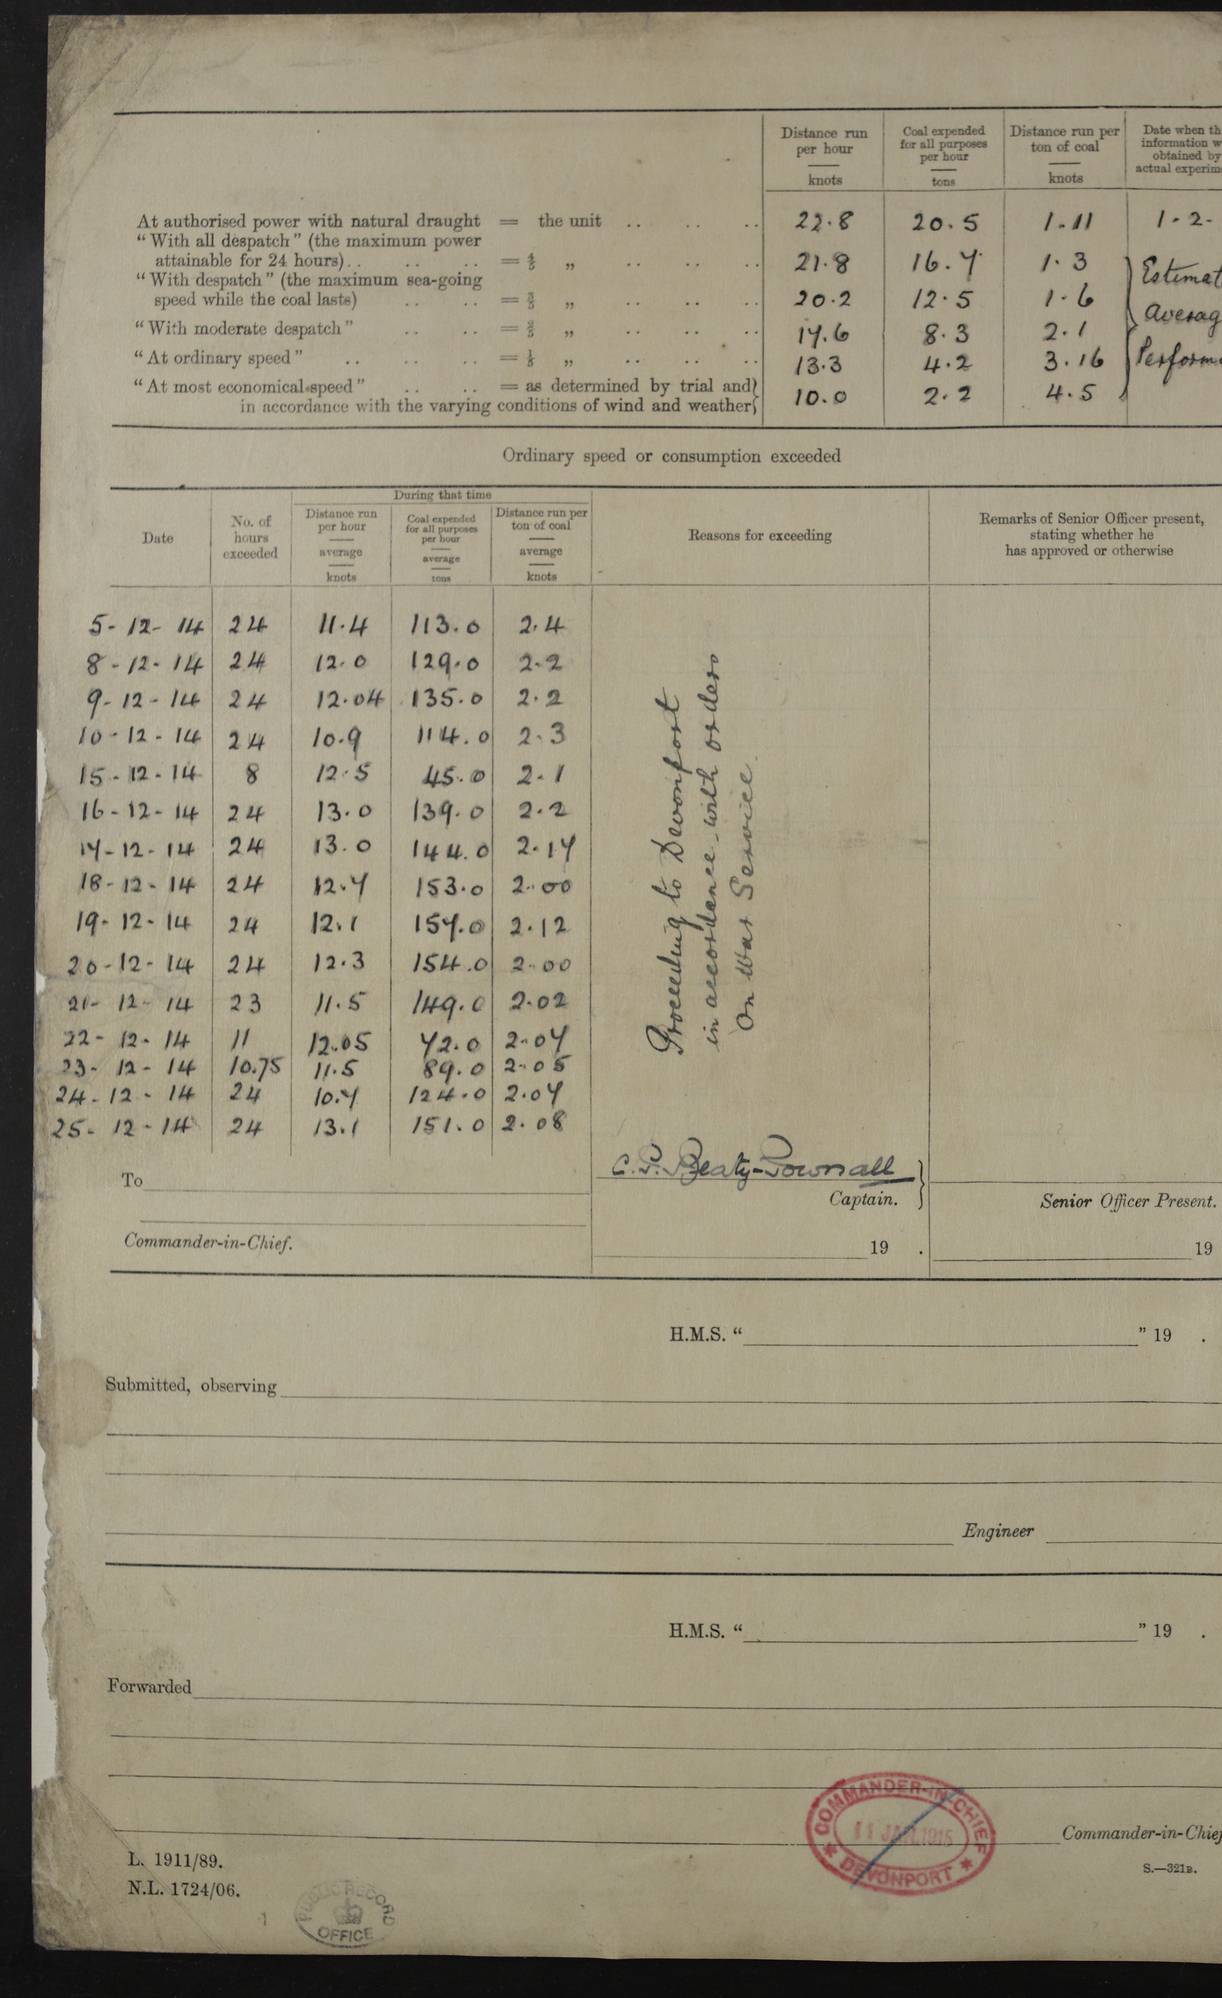 Distance run per hour knots
Coal expended for all purposes per hour tons
Distance run per ton of coal knots
Date when th
information w
obtained by
actual experim
At authorised power with natural draught = the unit .. .. .. 22.8 20.5 1.11 1-2-
“With all despatch” (the maximum power
attainable for 24 hours).. .. .. = 4/5 „ .. .. .. 21.8 16.7 1.3
“With despatch” (the maximum sea-going
speed while the coal lasts) .. .. = 3/5 „ .. .. .. 20.2 12.5 1.6
“With moderate despatch” .. .. = 2/5 „ .. .. .. 17.6 8.3 2.1
“At ordinary speed” .. .. .. = 1/5 „ .. .. .. 13.3 4.2 3.16
“At most economical speed” .. .. = as determined by trial and
in accordance with the varying conditions of wind and weather 10.0 2.2 4.5
Estimat
averag
Perform
Ordinary speed or consumption exceeded
Date
No. of hours exceeded
During that time
Distance run per hour average knots
Coal expended for all purposes per hour average tons
Distance run per ton of coal average knots
Reasons for exceeding
Remarks of Senior Officer present,
stating whether he
has approved or otherwise
5-12-14 24 11.4 113.0 2.4
8-12-14 24 12.0 129.0 2.2
9-12-14 24 12.04 135.0 2.2
10-12-14 24 10.9 114.0 2.3
15-12-14 8 12.5 45.0 2.1
16-12-14 24 13.0 139.0 2.2
17-12-14 24 13.0 144.0 2.17
18-12-14 24 12.7 153.0 2.00
19-12-14 24 12.1 157.0 2.12
20-12-14 24 12.3 154.0 2.00
21-12-14 23 11.5 149.0 2.02
22-12-14 11 12.05 72.0 2.07
23-12-14 10.75 11.5 89.0 2.05
24-12-14 24 10.7 124.0 2.07
25-12-14 24 13.1 151.0 2.08
Proceeding to Devonport
in accordance with orders
On War Service.
To
C. P. Beaty-Pownall
Captain.
Senior Officer Present.
Commander-in-Chief.
19 .
19
H.M.S. “ ” 19 .
Submitted, observing
Engineer
H.M.S. “ ” 19 .
Forwarded
COMMANDER-IN-CHIEF
11 JAN 1915
DEVONPORT
Commander-in-Chief
L. 1911/89.
N.L. 1724/06.
S.—321B.
PUBLIC RECORD
OFFICE
1